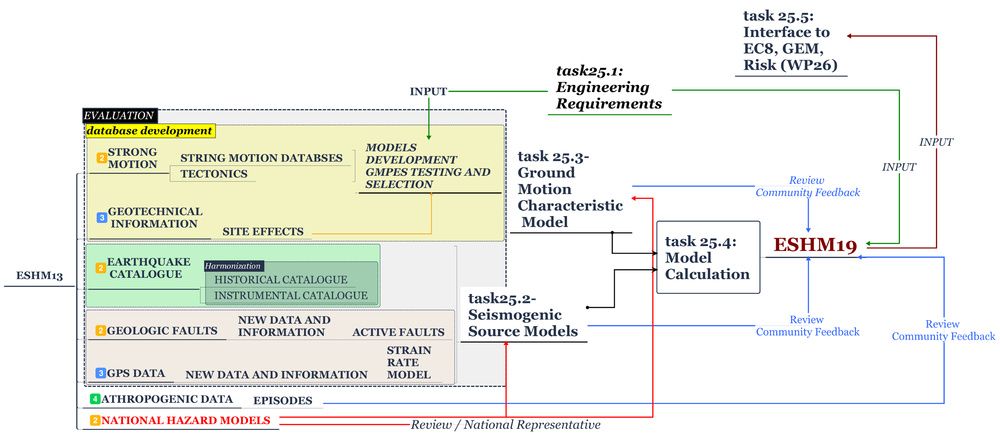 task 25.5:
Interface to
EC8, GEM,
Risk (WP26)
task25.1:
Engineering
Requirements
INPUT
EVALUATION
database development
2
STRONG
MOTION
STRING MOTION DATABSES
TECTONICS
MODELS
DEVELOPMENT
GMPES TESTING AND
SELECTION
3
GEOTECHNICAL
INFORMATION
SITE EFFECTS
task 25.3-
Ground
Motion
Characteristic
Model
INPUT
INPUT
Review
Community Feedback
2
EARTHQUAKE
CATALOGUE
Harmonization
HISTORICAL CATALOGUE
INSTRUMENTAL CATALOGUE
ESHM13
task 25.4:
Model
Calculation
ESHM19
task25.2-
Seismogenic
Source Models
2
GEOLOGIC FAULTS
NEW DATA AND
INFORMATION
ACTIVE FAULTS
3
GPS DATA
NEW DATA AND INFORMATION
STRAIN
RATE
MODEL
Review
Community Feedback
Review
Community Feedback
4
ATHROPOGENIC DATA
EPISODES
2
NATIONAL HAZARD MODELS
Review / National Representative